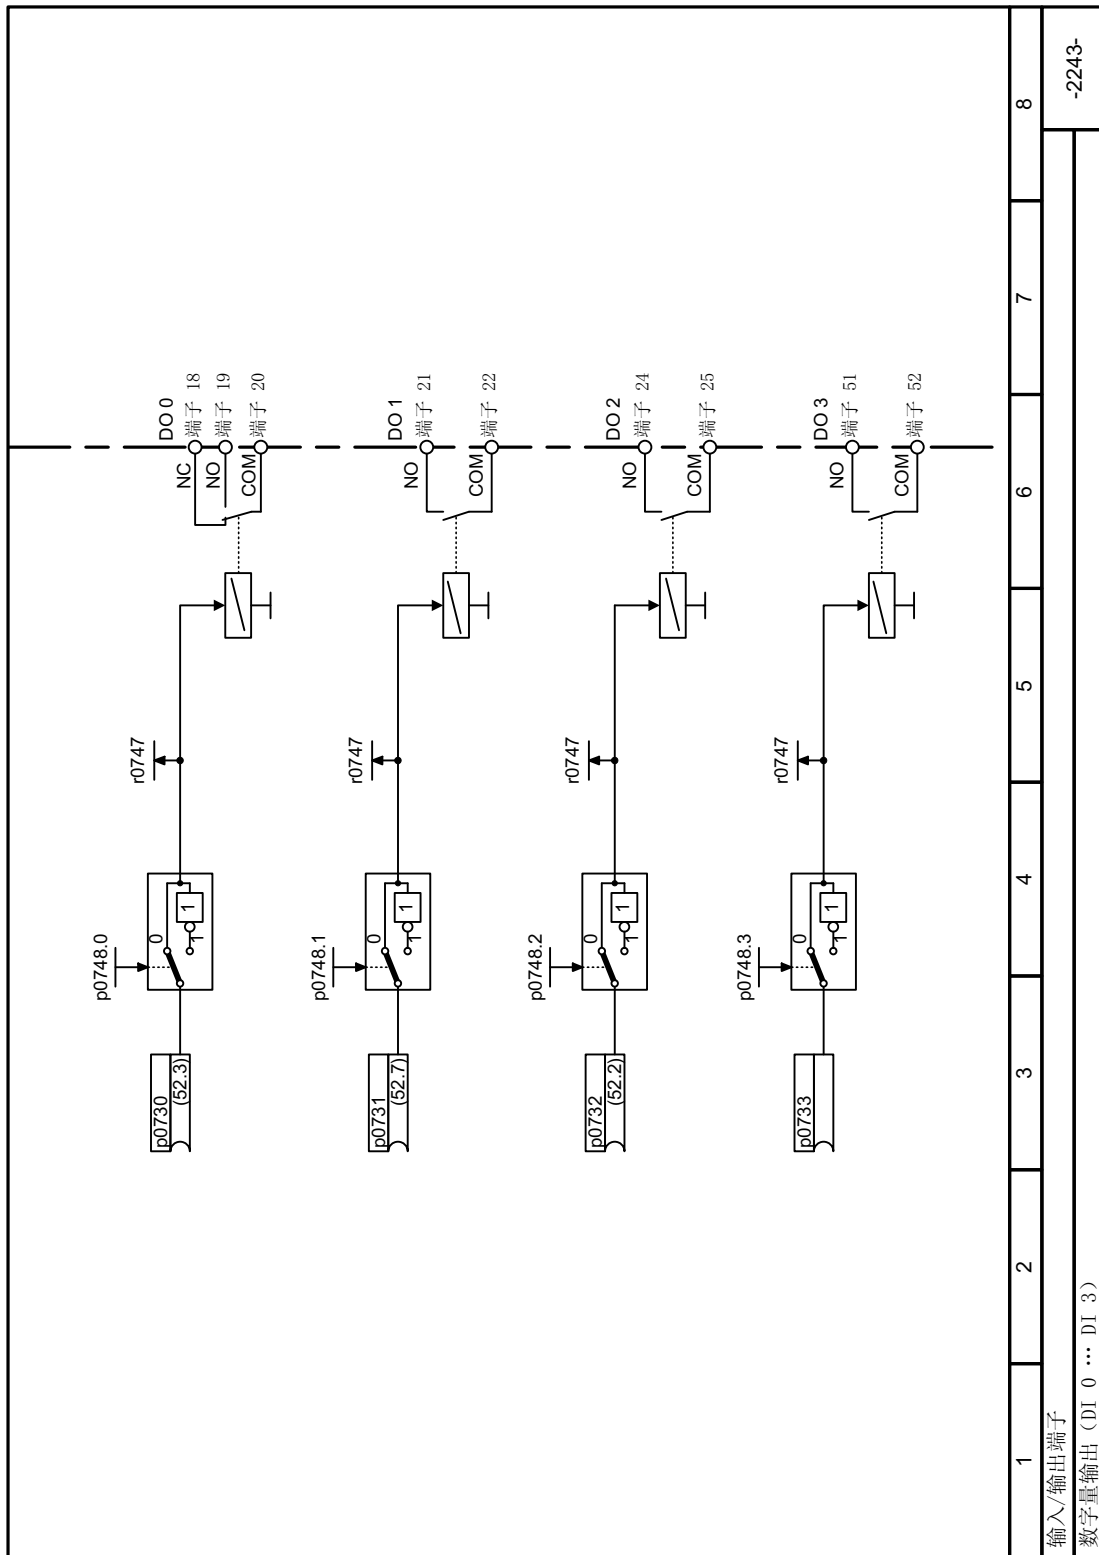 p0730
(52.3)
p0748.0
0
1
1
r0747
NC
NO
COM
DO 0
端子 18
端子 19
端子 20
p0731
(52.7)
p0748.1
0
1
1
r0747
NO
COM
DO 1
端子 21
端子 22
p0732
(52.2)
p0748.2
0
1
1
r0747
NO
COM
DO 2
端子 24
端子 25
p0733
p0748.3
0
1
1
r0747
NO
COM
DO 3
端子 51
端子 52
1 2 3 4 5 6 7 8
输入/输出端子
数字量输出 (DI 0 … DI 3)
-2243-